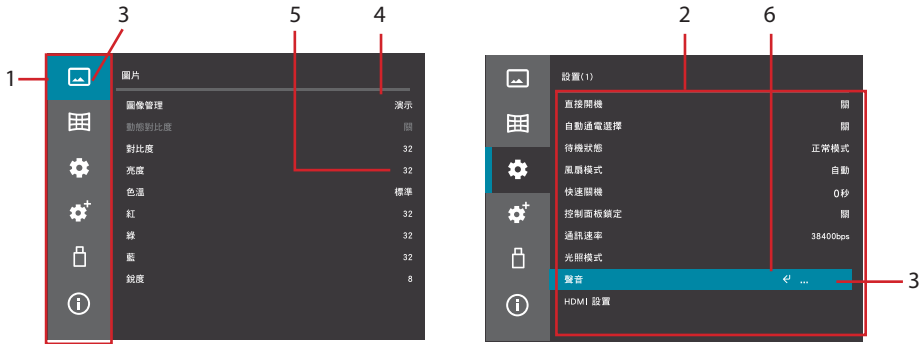 3
5
4
1
圖片
圖像管理 演示
動態對比度 關
對比度 32
亮度 32
色溫 標準
紅 32
綠 32
藍 32
銳度 8
2
6
設置(1)
直接開機 關
自動通電選擇 關
待機狀態 正常模式
風扇模式 自動
快速關機 0秒
控制面板鎖定 關
通訊速率 38400bps
光照模式
聲音 ...
3
HDMI 設置